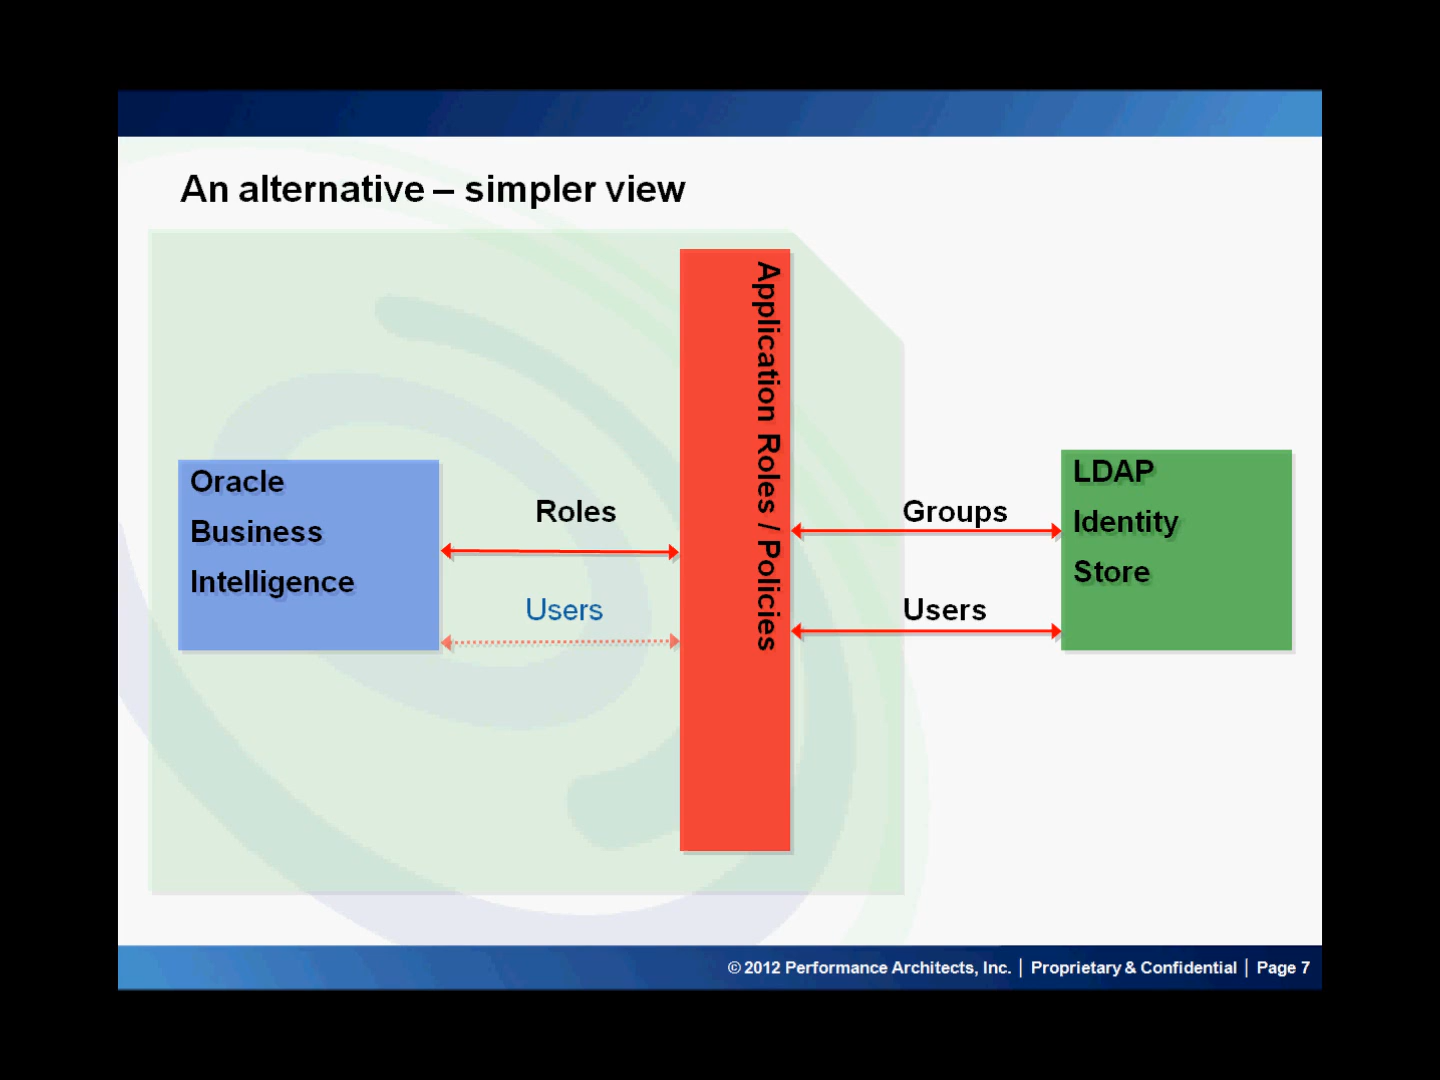 An alternative – simpler view
Application Roles / Policies
Oracle
Business
Intelligence
Roles
Users
Groups
Users
LDAP
Identity
Store
© 2012 Performance Architects, Inc. | Proprietary & Confidential | Page 7